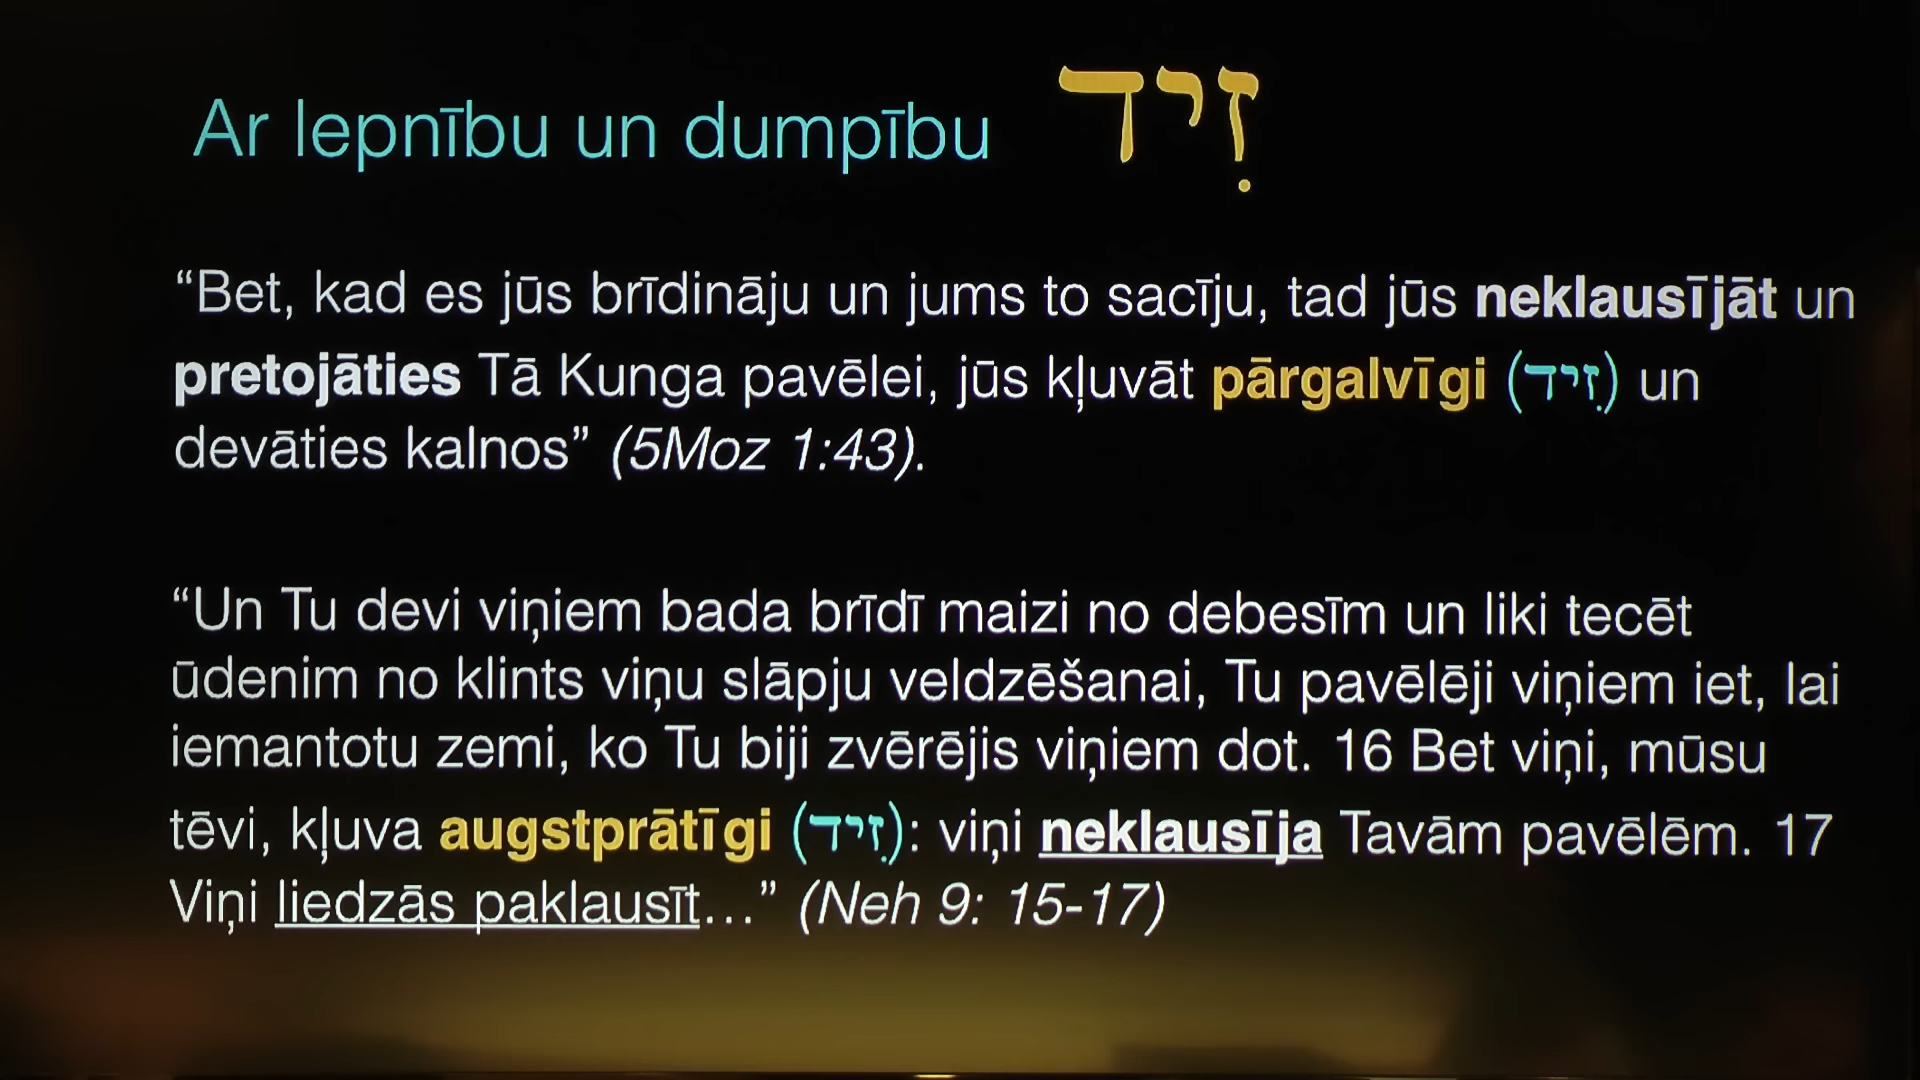 Ar lepnību un dumpību זִיד
“Bet, kad es jūs brīdināju un jums to sacīju, tad jūs neklausījāt un
pretojāties Tā Kunga pavēlei, jūs kļuvāt pārgalvīgi (זִיד) un
devāties kalnos” (5Moz 1:43).
“Un Tu devi viņiem bada brīdī maizi no debesīm un liki tecēt
ūdenim no klints viņu slāpju veldzēšanai, Tu pavēlēji viņiem iet, lai
iemantotu zemi, ko Tu biji zvērējis viņiem dot. 16 Bet viņi, mūsu
tēvi, kļuva augstprātīgi (זִיד): viņi neklausīja Tavām pavēlēm. 17
Viņi liedzās paklausīt…” (Neh 9: 15-17)